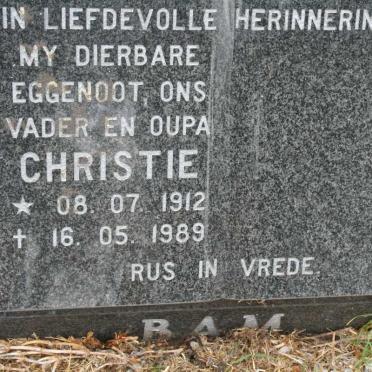 IN LIEFDEVOLLE HERINNERIN
MY DIERBARE
EGGENOOT, ONS
VADER EN OUPA
CHRISTIE
* 08. 07. 1912
† 16. 05. 1989
RUS IN VREDE.
BAM